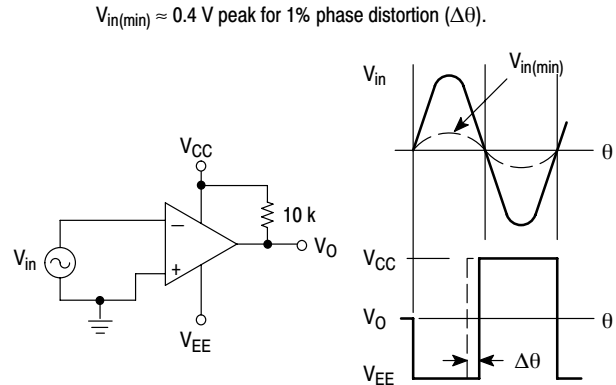 V_in(min) ≈ 0.4 V peak for 1% phase distortion (Δθ).
V_in
V_in(min)
θ
V_CC
10 k
−
+
V_in
V_O
V_EE
V_CC
V_O
θ
V_EE
Δθ